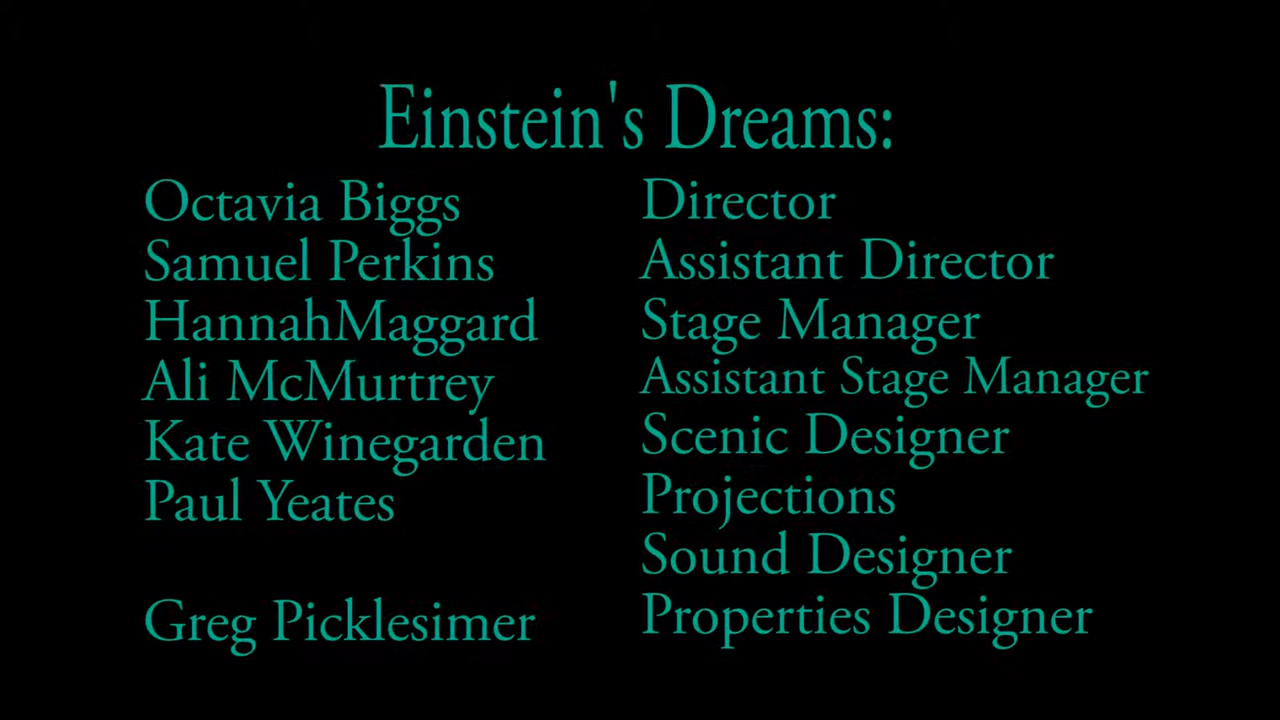 Einstein's Dreams:
Octavia Biggs Director
Samuel Perkins Assistant Director
HannahMaggard Stage Manager
Ali McMurtrey Assistant Stage Manager
Kate Winegarden Scenic Designer
Paul Yeates Projections
Sound Designer
Greg Picklesimer Properties Designer